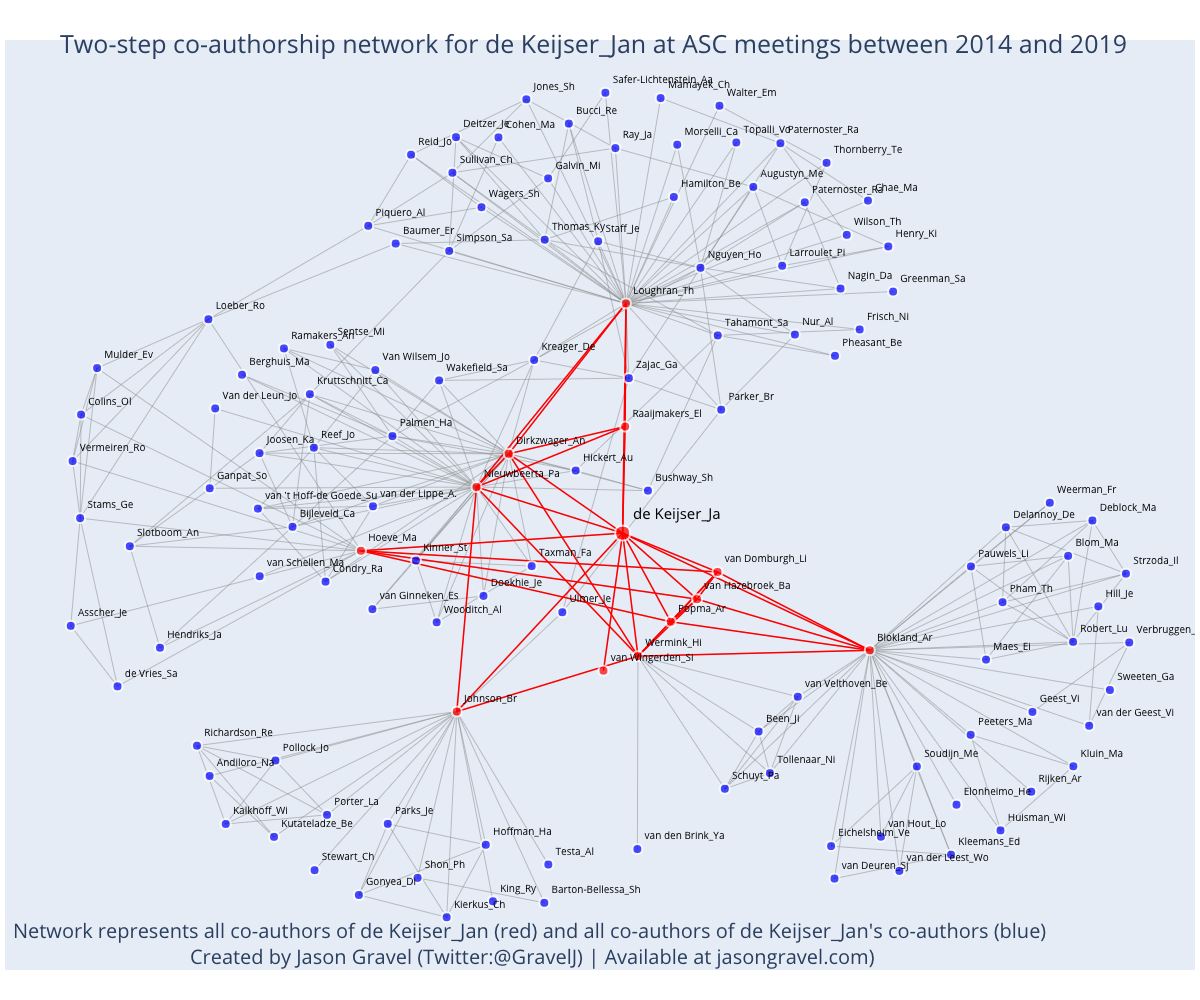 Two-step co-authorship network for de Keijser_Jan at ASC meetings between 2014 and 2019
Safer-Lichtenstein_Aa
Jones_Sh
Mamayek_Ch
Walter_Em
Bucci_Re
Deitzer_Je
Cohen_Ma
Ray_Ja
Morselli_Ca
Topalli_Vo
Paternoster_Ra
Reid_Jo
Thornberry_Te
Sullivan_Ch
Galvin_Mi
Augustyn_Me
Hamilton_Be
Paternoster_Ra
Chae_Ma
Wagers_Sh
Piquero_Al
Wilson_Th
Baumer_Er
Simpson_Sa
Thomas_Ky
Staff_Je
Henry_Ki
Nguyen_Ho
Larroulet_Pi
Nagin_Da
Greenman_Sa
Loughran_Th
Loeber_Ro
Tahamont_Sa
Nur_Al
Frisch_Ni
Ramakers_An
Sentse_Mi
Kreager_De
Pheasant_Be
Mulder_Ev
Berghuis_Ma
Van Wilsem_Jo
Wakefield_Sa
Zajac_Ga
Kruttschnitt_Ca
Colins_Ol
Van der Leun_Jo
Parker_Br
Raaijmakers_El
Palmen_Ha
Vermeiren_Ro
Joosen_Ka
Reef_Jo
Dirkzwager_An
Hickert_Au
Ganpat_So
Nieuwbeerta_Pa
Bushway_Sh
van 't Hoff-de Goede_Su
van der Lippe_A.
Weerman_Fr
Stams_Ge
Bijleveld_Ca
de Keijser_Ja
Delannoy_De
Deblock_Ma
Slotboom_An
Hoeve_Ma
Kinner_St
Taxman_Fa
van Domburgh_Li
Pauwels_Li
Blom_Ma
Strzoda_Il
van Schellen_Ma
Condry_Ra
Doekhie_Je
van Hazebroek_Ba
Pham_Th
Hill_Je
Asscher_Je
van Ginneken_Es
Wooditch_Al
Ulmer_Je
Popma_Ar
Hendriks_Ja
Wermink_Hi
Blokland_Ar
Maes_El
Robert_Lu
Verbruggen_
van Wingerden_Si
de Vries_Sa
van Velthoven_Be
Sweeten_Ga
Johnson_Br
Geest_Vi
van der Geest_Vi
Been_Ji
Peeters_Ma
Richardson_Re
Pollock_Jo
Andiloro_Na
Tollenaar_Ni
Soudijn_Me
Kluin_Ma
Schuyt_Pa
Rijken_Ar
Elonheimo_He
Kalkhoff_Wi
Porter_La
Kutateladze_Be
Parks_Je
Huisman_Wi
van den Brink_Ya
van Hout_Lo
Eichelsheim_Ve
Kleemans_Ed
Hoffman_Ha
Stewart_Ch
Testa_Al
Shon_Ph
van Deuren_Sj
van der Leest_Wo
Gonyea_Di
King_Ry
Barton-Bellessa_Sh
Kierkus_Ch
Network represents all co-authors of de Keijser_Jan (red) and all co-authors of de Keijser_Jan's co-authors (blue)
Created by Jason Gravel (Twitter:@GravelJ) | Available at jasongravel.com)